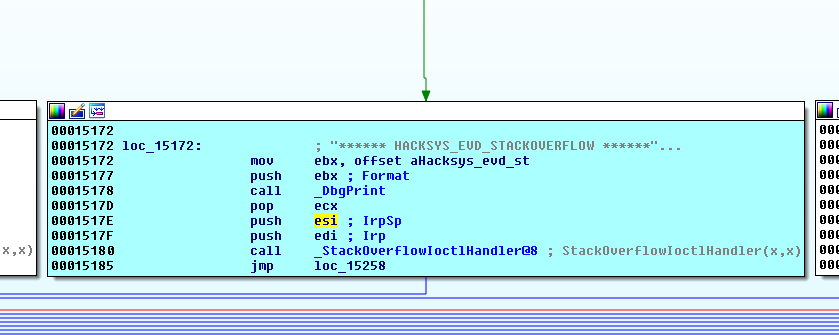 00015172
00015172 loc_15172: ; "****** HACKSYS_EVD_STACKOVERFLOW ******"...
00015172 mov ebx, offset aHacksys_evd_st
00015177 push ebx ; Format
00015178 call _DbgPrint
0001517D pop ecx
0001517E push esi ; IrpSp
0001517F push edi ; Irp
x,x) 00015180 call _StackOverflowIoctlHandler@8 ; StackOverflowIoctlHandler(x,x) 
00015185 jmp loc_15258